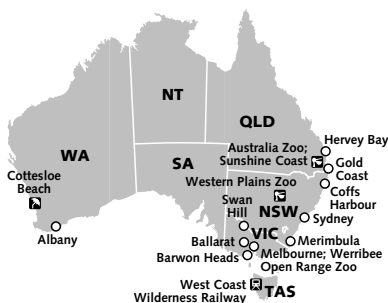 NT
QLD
Hervey Bay
Australia Zoo;
Sunshine Coast
WA
SA
Gold
Coast
Cottesloe
Beach
Western Plains Zoo
Coffs
Harbour
Swan
Hill
NSW
Sydney
Albany
VIC
Ballarat
Merimbula
Barwon Heads
Melbourne; Werribee
Open Range Zoo
West Coast
Wilderness Railway
TAS